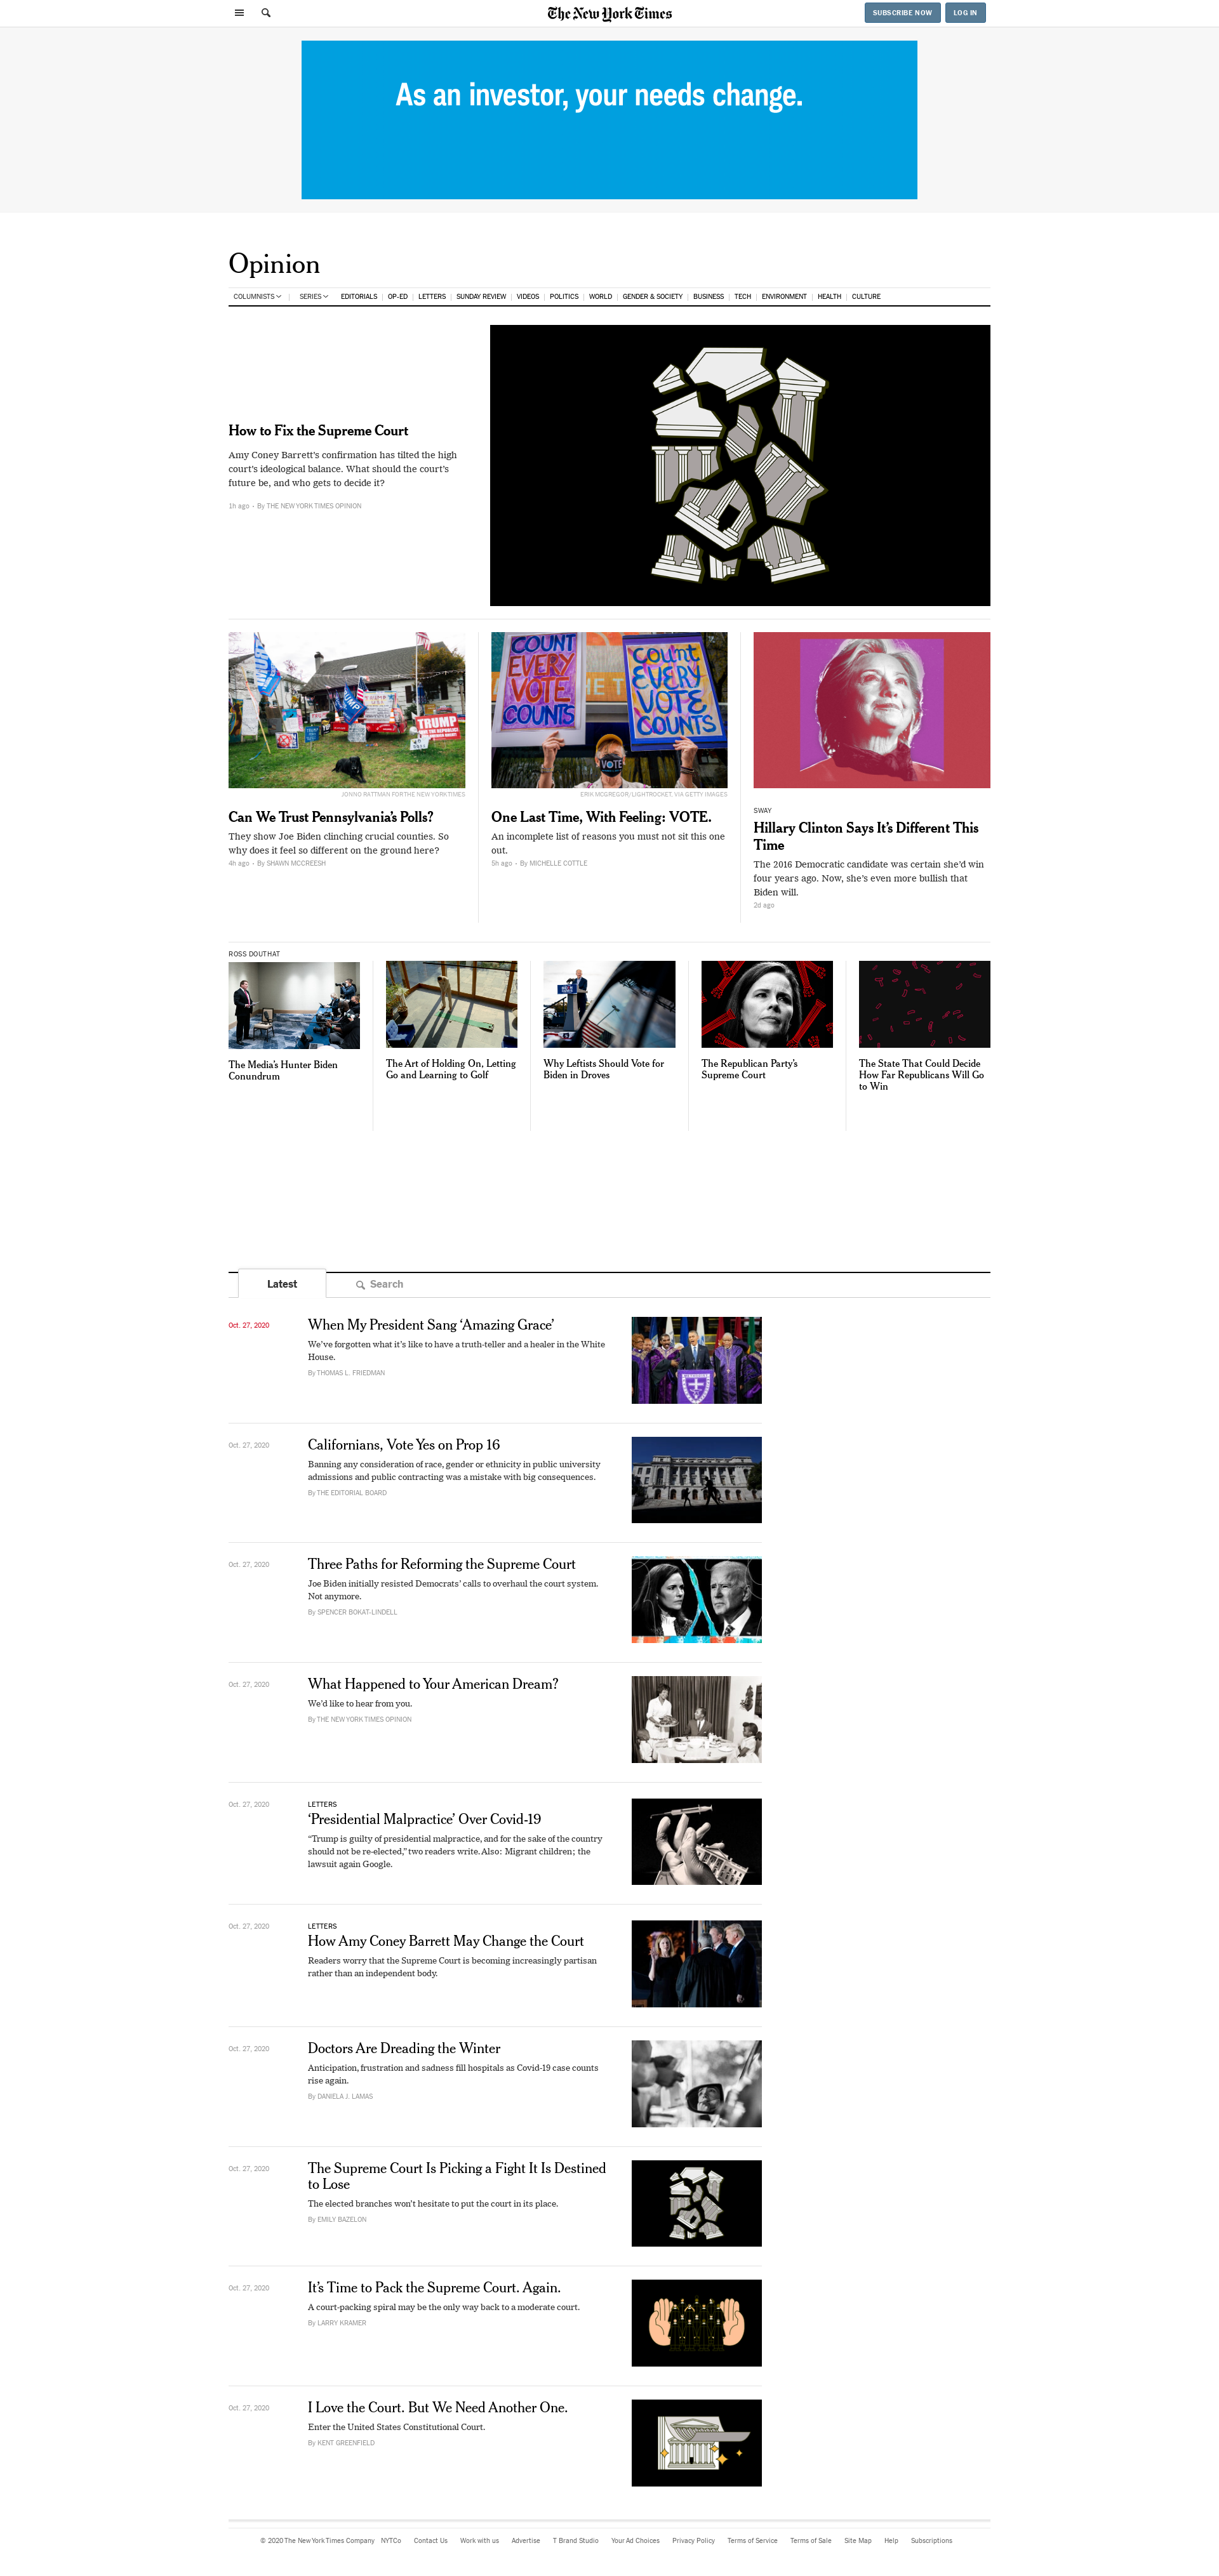 The New York Times
SUBSCRIBE NOW
LOG IN
As an investor, your needs change.
Opinion
COLUMNISTS
SERIES
EDITORIALS
OP-ED
LETTERS
SUNDAY REVIEW
VIDEOS
POLITICS
WORLD
GENDER & SOCIETY
BUSINESS
TECH
ENVIRONMENT
HEALTH
CULTURE
How to Fix the Supreme Court
Amy Coney Barrett’s confirmation has tilted the high
court’s ideological balance. What should the court’s
future be, and who gets to decide it?
1h ago • By THE NEW YORK TIMES OPINION
TRUMP
TRUMP
JONNO RATTMAN FOR THE NEW YORK TIMES
Can We Trust Pennsylvania’s Polls?
They show Joe Biden clinching crucial counties. So
why does it feel so different on the ground here?
4h ago • By SHAWN MCCREESH
COUNT
EVERY
VOTE
COUNTS
COUNT
EVERY
VOTE
COUNTS
VOTE
ERIK MCGREGOR/LIGHTROCKET, VIA GETTY IMAGES
One Last Time, With Feeling: VOTE.
An incomplete list of reasons you must not sit this one
out.
5h ago • By MICHELLE COTTLE
SWAY
Hillary Clinton Says It’s Different This
Time
The 2016 Democratic candidate was certain she’d win
four years ago. Now, she’s even more bullish that
Biden will.
2d ago
ROSS DOUTHAT
The Media’s Hunter Biden
Conundrum
The Art of Holding On, Letting
Go and Learning to Golf
Why Leftists Should Vote for
Biden in Droves
The Republican Party’s
Supreme Court
The State That Could Decide
How Far Republicans Will Go
to Win
Latest
Search
Oct. 27, 2020
When My President Sang ‘Amazing Grace’
We’ve forgotten what it’s like to have a truth-teller and a healer in the White
House.
By THOMAS L. FRIEDMAN
Oct. 27, 2020
Californians, Vote Yes on Prop 16
Banning any consideration of race, gender or ethnicity in public university
admissions and public contracting was a mistake with big consequences.
By THE EDITORIAL BOARD
Oct. 27, 2020
Three Paths for Reforming the Supreme Court
Joe Biden initially resisted Democrats’ calls to overhaul the court system.
Not anymore.
By SPENCER BOKAT-LINDELL
Oct. 27, 2020
What Happened to Your American Dream?
We’d like to hear from you.
By THE NEW YORK TIMES OPINION
Oct. 27, 2020
LETTERS
‘Presidential Malpractice’ Over Covid-19
“Trump is guilty of presidential malpractice, and for the sake of the country
should not be re-elected,” two readers write. Also: Migrant children; the
lawsuit again Google.
Oct. 27, 2020
LETTERS
How Amy Coney Barrett May Change the Court
Readers worry that the Supreme Court is becoming increasingly partisan
rather than an independent body.
Oct. 27, 2020
Doctors Are Dreading the Winter
Anticipation, frustration and sadness fill hospitals as Covid-19 case counts
rise again.
By DANIELA J. LAMAS
Oct. 27, 2020
The Supreme Court Is Picking a Fight It Is Destined
to Lose
The elected branches won’t hesitate to put the court in its place.
By EMILY BAZELON
Oct. 27, 2020
It’s Time to Pack the Supreme Court. Again.
A court-packing spiral may be the only way back to a moderate court.
By LARRY KRAMER
Oct. 27, 2020
I Love the Court. But We Need Another One.
Enter the United States Constitutional Court.
By KENT GREENFIELD
© 2020 The New York Times Company
NYTCo
Contact Us
Work with us
Advertise
T Brand Studio
Your Ad Choices
Privacy Policy
Terms of Service
Terms of Sale
Site Map
Help
Subscriptions